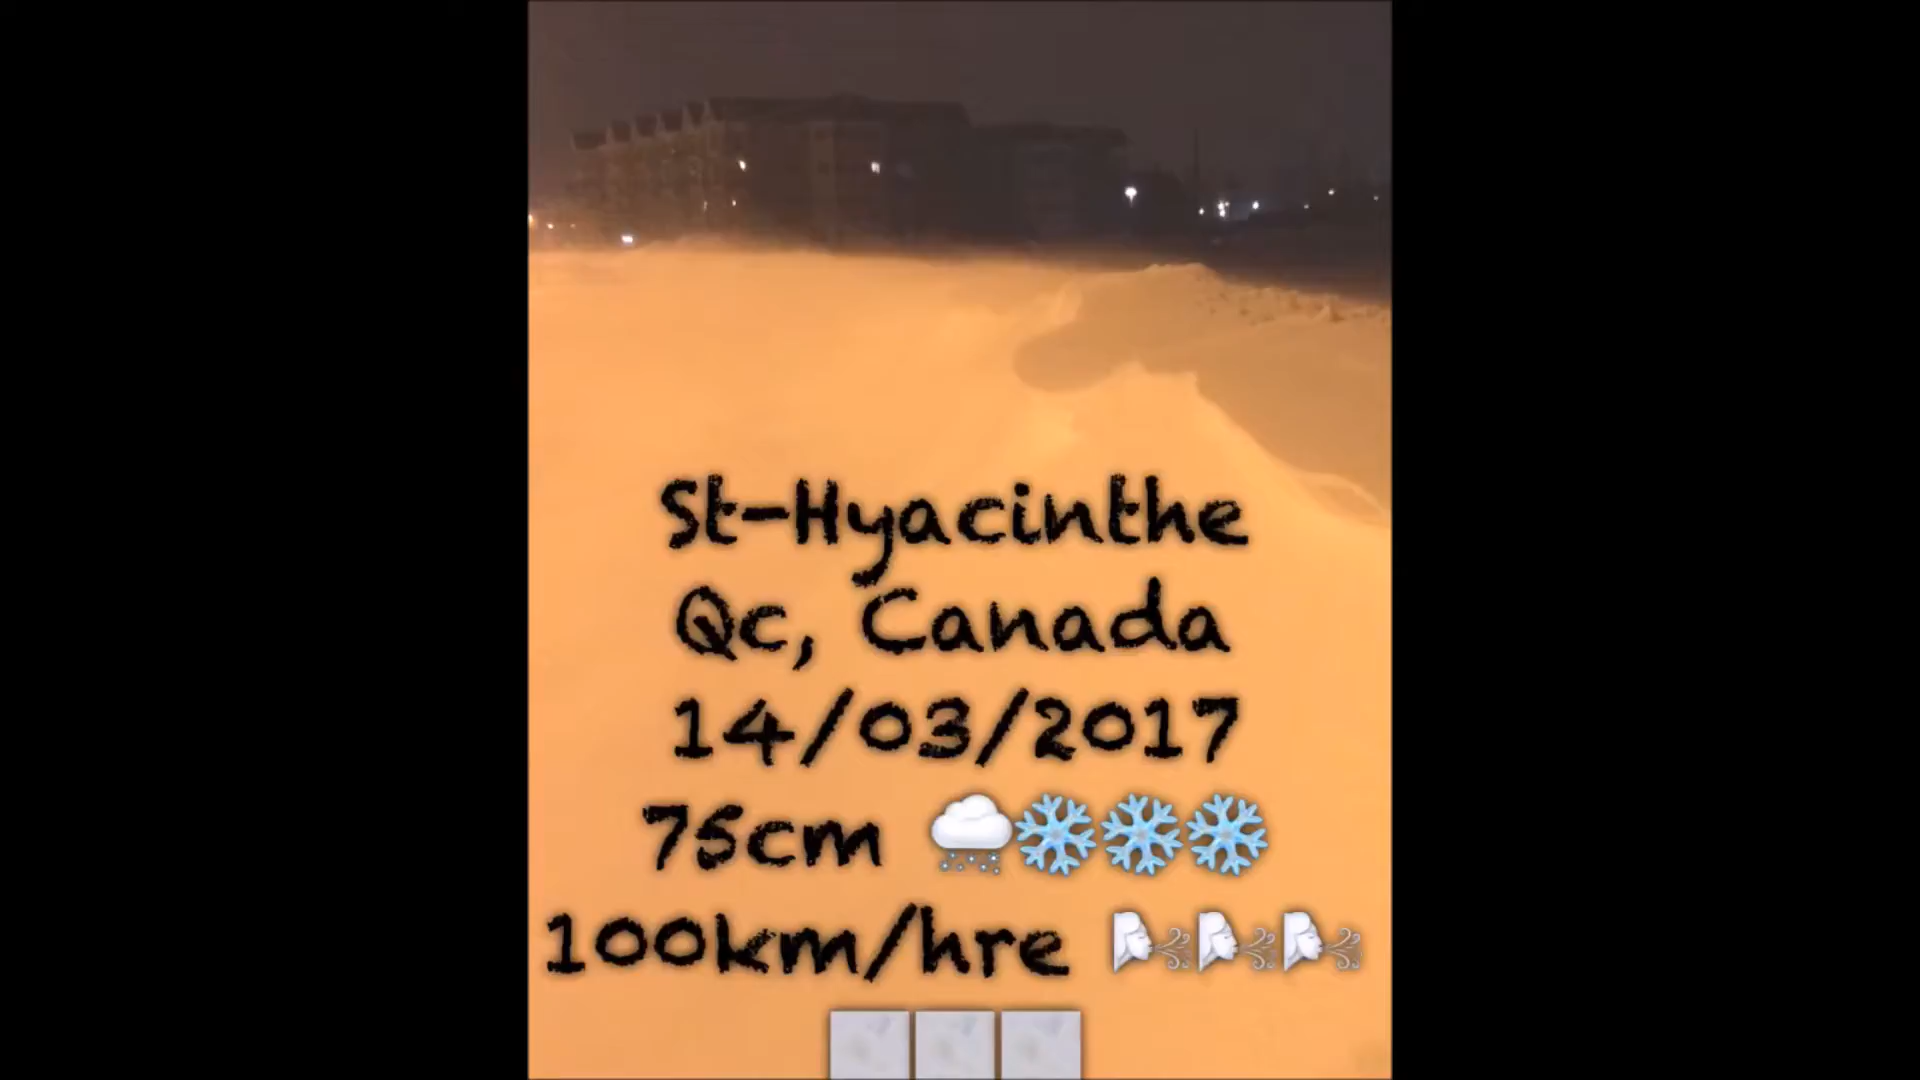 St-Hyacinthe
Qc, Canada
14/03/2017
75cm 🌨❄❄❄
100km/hre 🌬🌬🌬